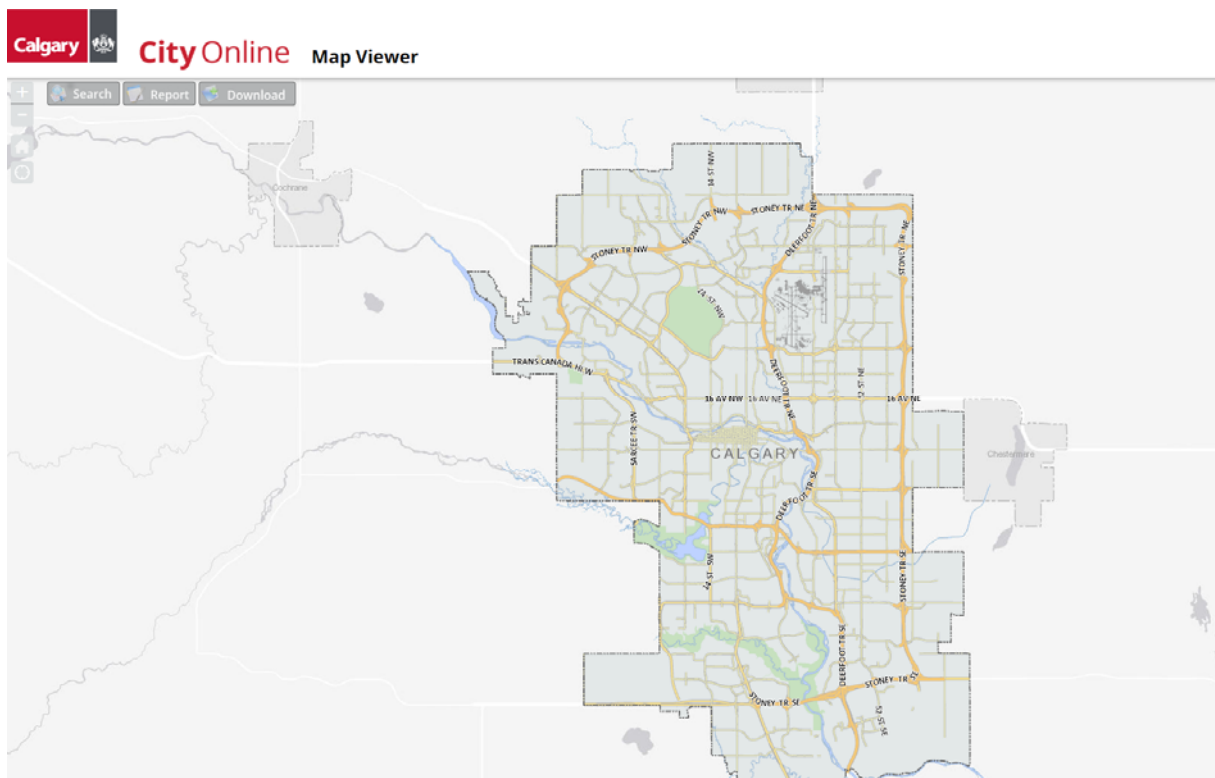 Calgary
City Online Map Viewer
Search Report Download
Cochrane
14 ST NW
STONEY TR NW
STONEY TR NE
DEERFOOT TR NE
STONEY TR NE
STONEY TR NW
14 ST NW
TRANS CANADA HI W
DEERFOOT TR NE
52 ST NE
16 AV NW 16 AV NE
16 AV NE
SARCEE TR SW
CALGARY
Chestermere
DEERFOOT TR SE
14 ST SW
STONEY TR SE
DEERFOOT TR SE
STONEY TR SE
STONEY TR SE
52 ST SE